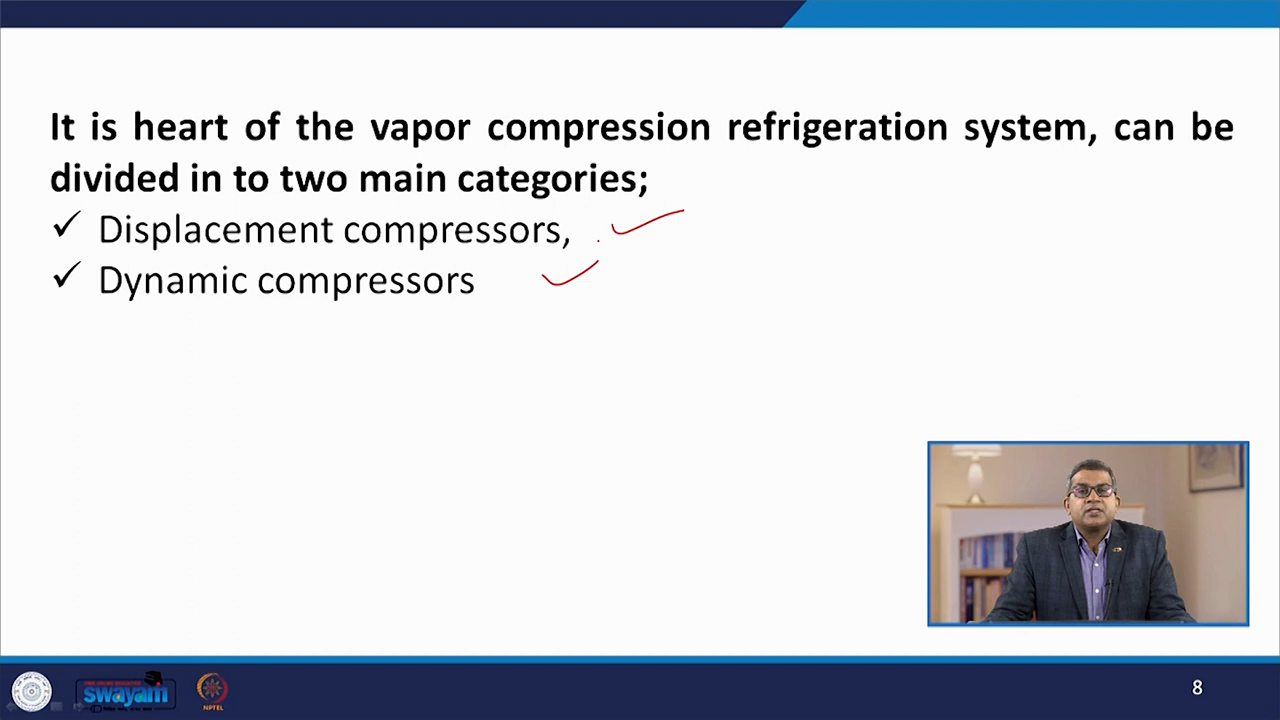 It is heart of the vapor compression refrigeration system, can be
divided in to two main categories;
✓ Displacement compressors,
✓ Dynamic compressors
swayam
NPTEL
8